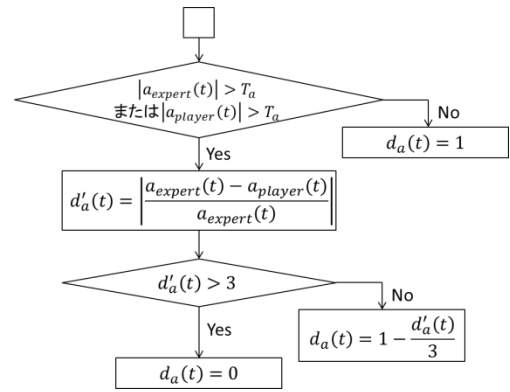 |a_expert(t)| > T_a
または|a_player(t)| > T_a
No
d_a(t) = 1
Yes
d'_a(t) = |(a_expert(t) − a_player(t)) / a_expert(t)|
d'_a(t) > 3
No
d_a(t) = 1 − d'_a(t)/3
Yes
d_a(t) = 0